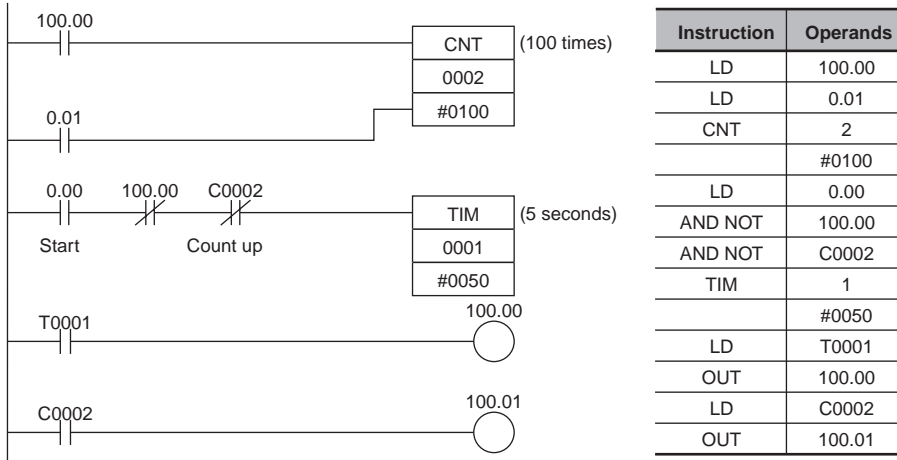 100.00
CNT (100 times)
0002
#0100
0.01
0.00 100.00 C0002
Start Count up
TIM (5 seconds)
0001
#0050
T0001
100.00
C0002
100.01
Instruction Operands
LD 100.00
LD 0.01
CNT 2
#0100
LD 0.00
AND NOT 100.00
AND NOT C0002
TIM 1
#0050
LD T0001
OUT 100.00
LD C0002
OUT 100.01